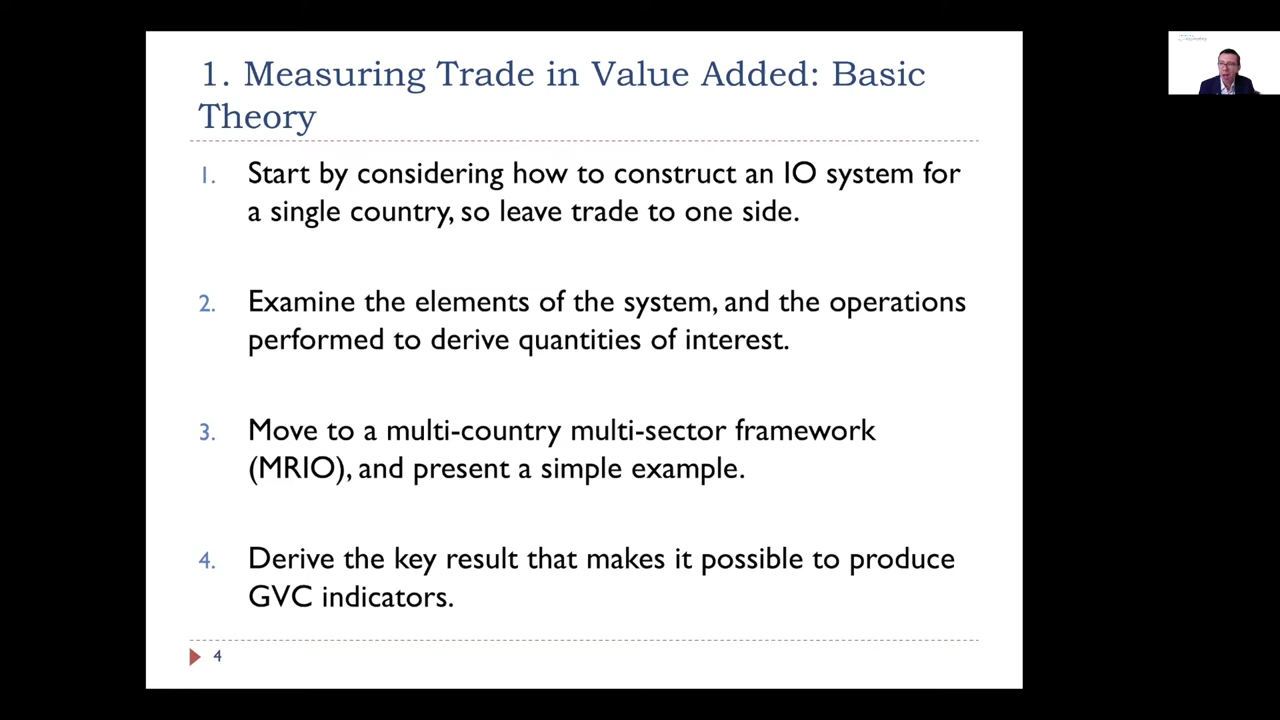 1. Measuring Trade in Value Added: Basic
Theory
1. Start by considering how to construct an IO system for
a single country, so leave trade to one side.
2. Examine the elements of the system, and the operations
performed to derive quantities of interest.
3. Move to a multi-country multi-sector framework
(MRIO), and present a simple example.
4. Derive the key result that makes it possible to produce
GVC indicators.
4